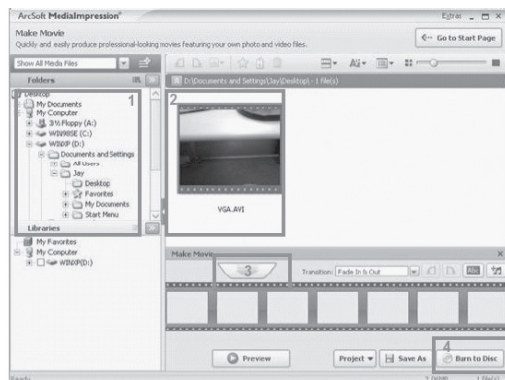 ArcSoft MediaImpression®
Extras
Make Movie
Quickly and easily produce professional-looking movies featuring your own photo and video files.
Go to Start Page
Show All Media Files
Folders
D:\Documents and Settings\Jay\Desktop\ - 1 file(s)
1
2
Desktop
My Documents
My Computer
3½ Floppy (A:)
WIN98SE (C:)
WINXP (D:)
Documents and Settings
All Users
Jay
Desktop
Favorites
My Documents
Start Menu
VGA.AVI
Libraries
My Favorites
My Computer
WINXP(D:)
Make Movie
3
Transition:
Fade In & Out
4
Preview
Project
Save As
Burn to Disc
Ready
1 file(s)